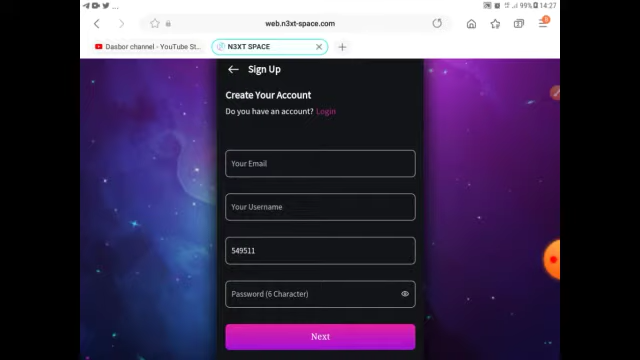 99% 14:27
web.n3xt-space.com
Dasbor channel - YouTube St...
N3XT SPACE
Sign Up
Create Your Account
Do you have an account? Login
Your Email
Your Username
549511
Password (6 Character)
Next